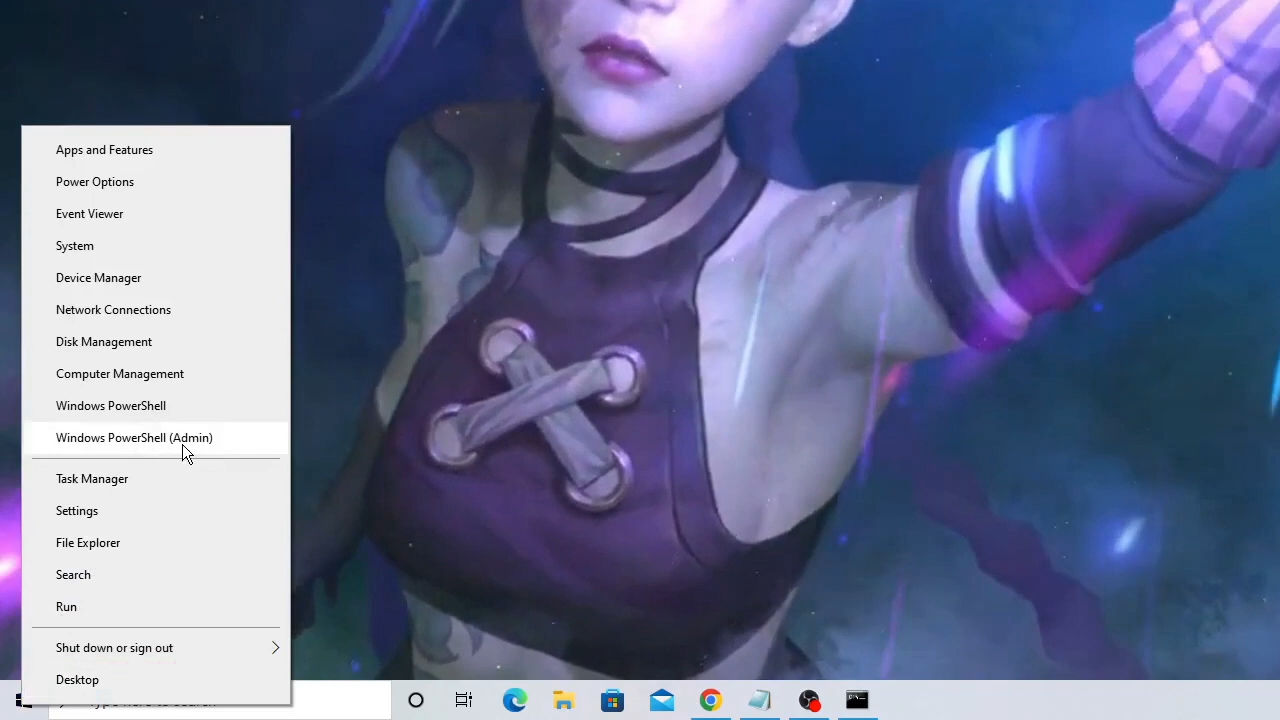 Apps and Features
Power Options
Event Viewer
System
Device Manager
Network Connections
Disk Management
Computer Management
Windows PowerShell
Windows PowerShell (Admin)
Task Manager
Settings
File Explorer
Search
Run
Shut down or sign out
Desktop